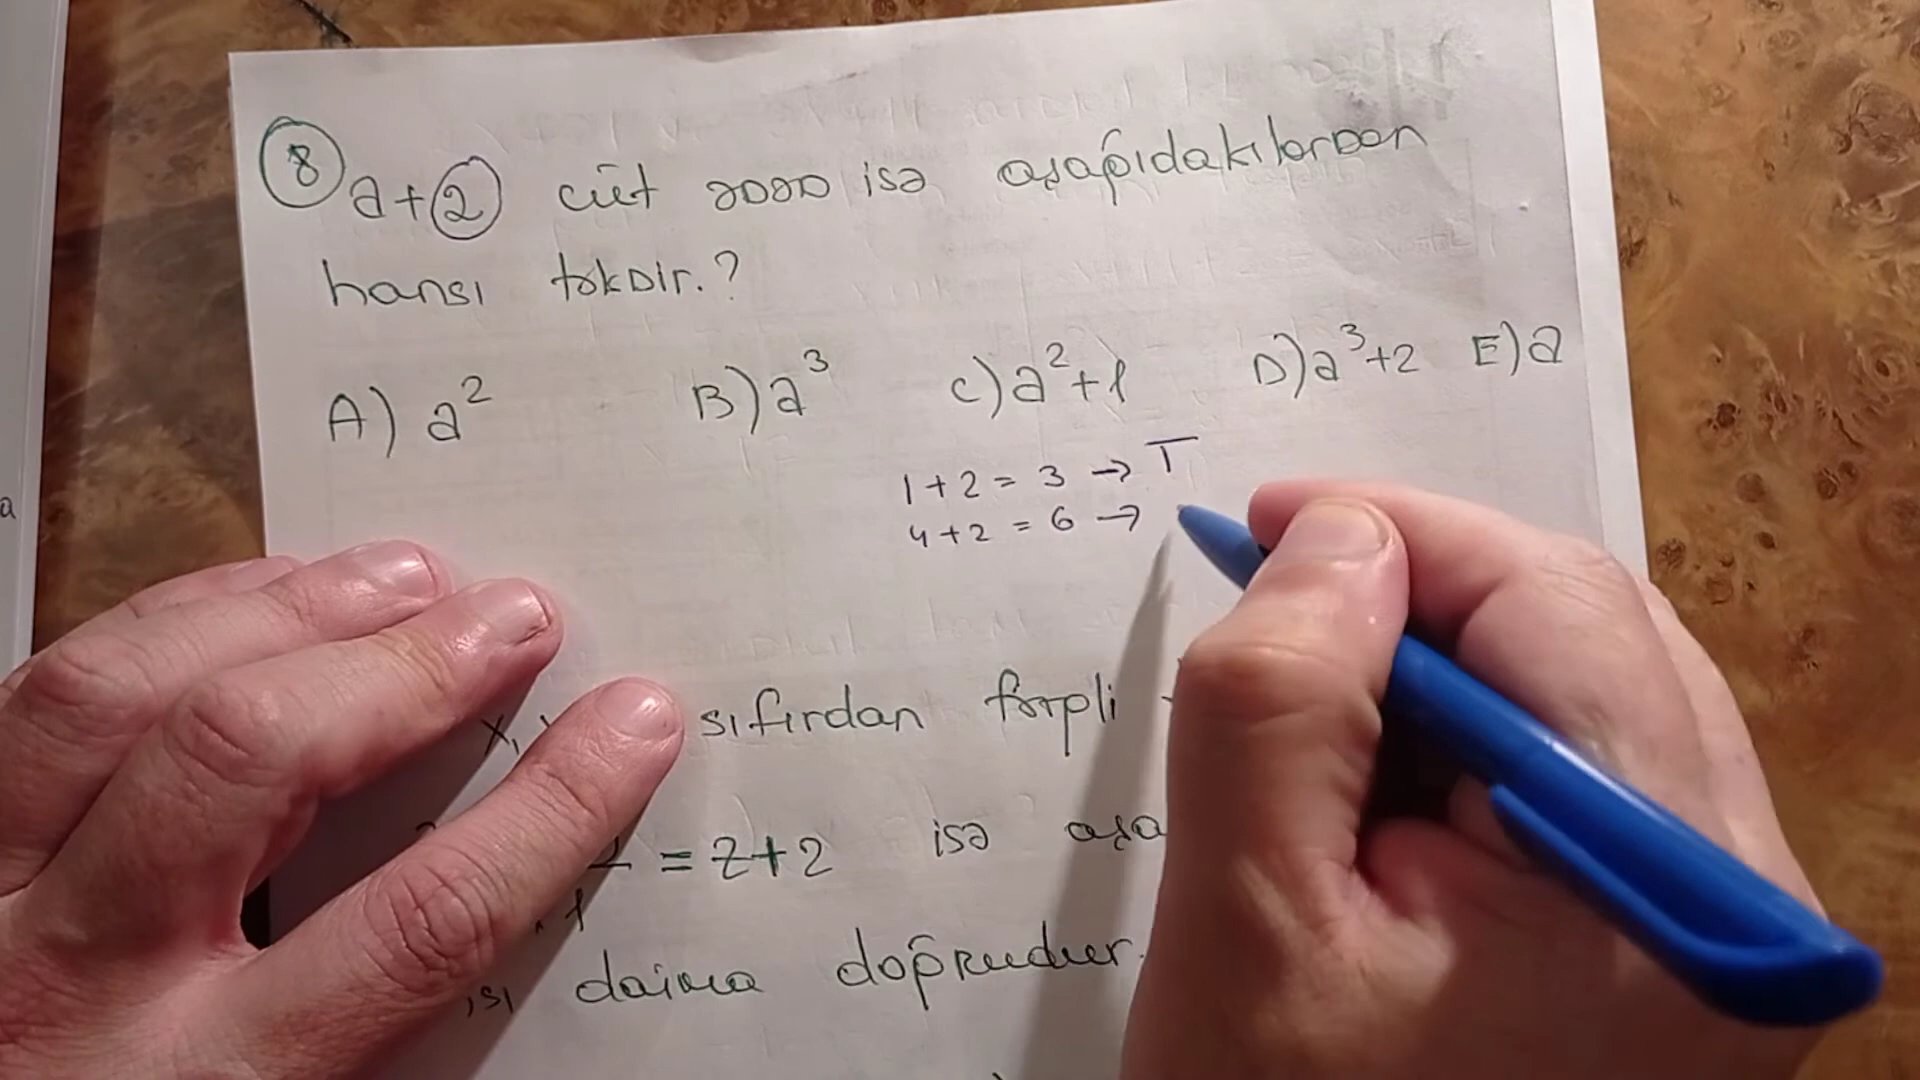 8 a+2 cüt ədəd isə aşağıdakılardan
hansı təkdir.?
A) a² B) a³ C) a²+1 D) a³+2 E) a
1+2 = 3 → T
4+2 = 6 →
sıfırdan fərqli
= z+2 isə aşa
daima doğrudur.
a